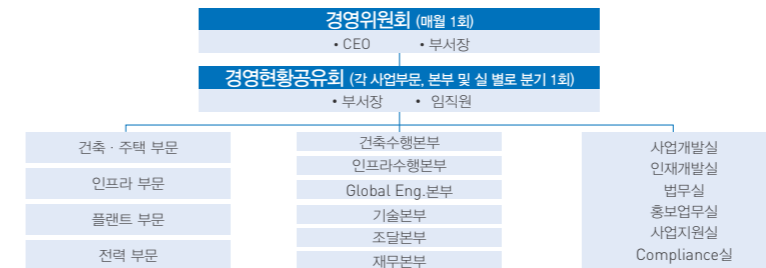 경영위원회 (매월 1회)
• CEO • 부서장
경영현황공유회 (각 사업부문, 본부 및 실 별로 분기 1회)
• 부서장 • 임직원
건축 · 주택 부문
인프라 부문
플랜트 부문
전력 부문
건축수행본부
인프라수행본부
Global Eng.본부
기술본부
조달본부
재무본부
사업개발실
인재개발실
법무실
홍보업무실
사업지원실
Compliance실